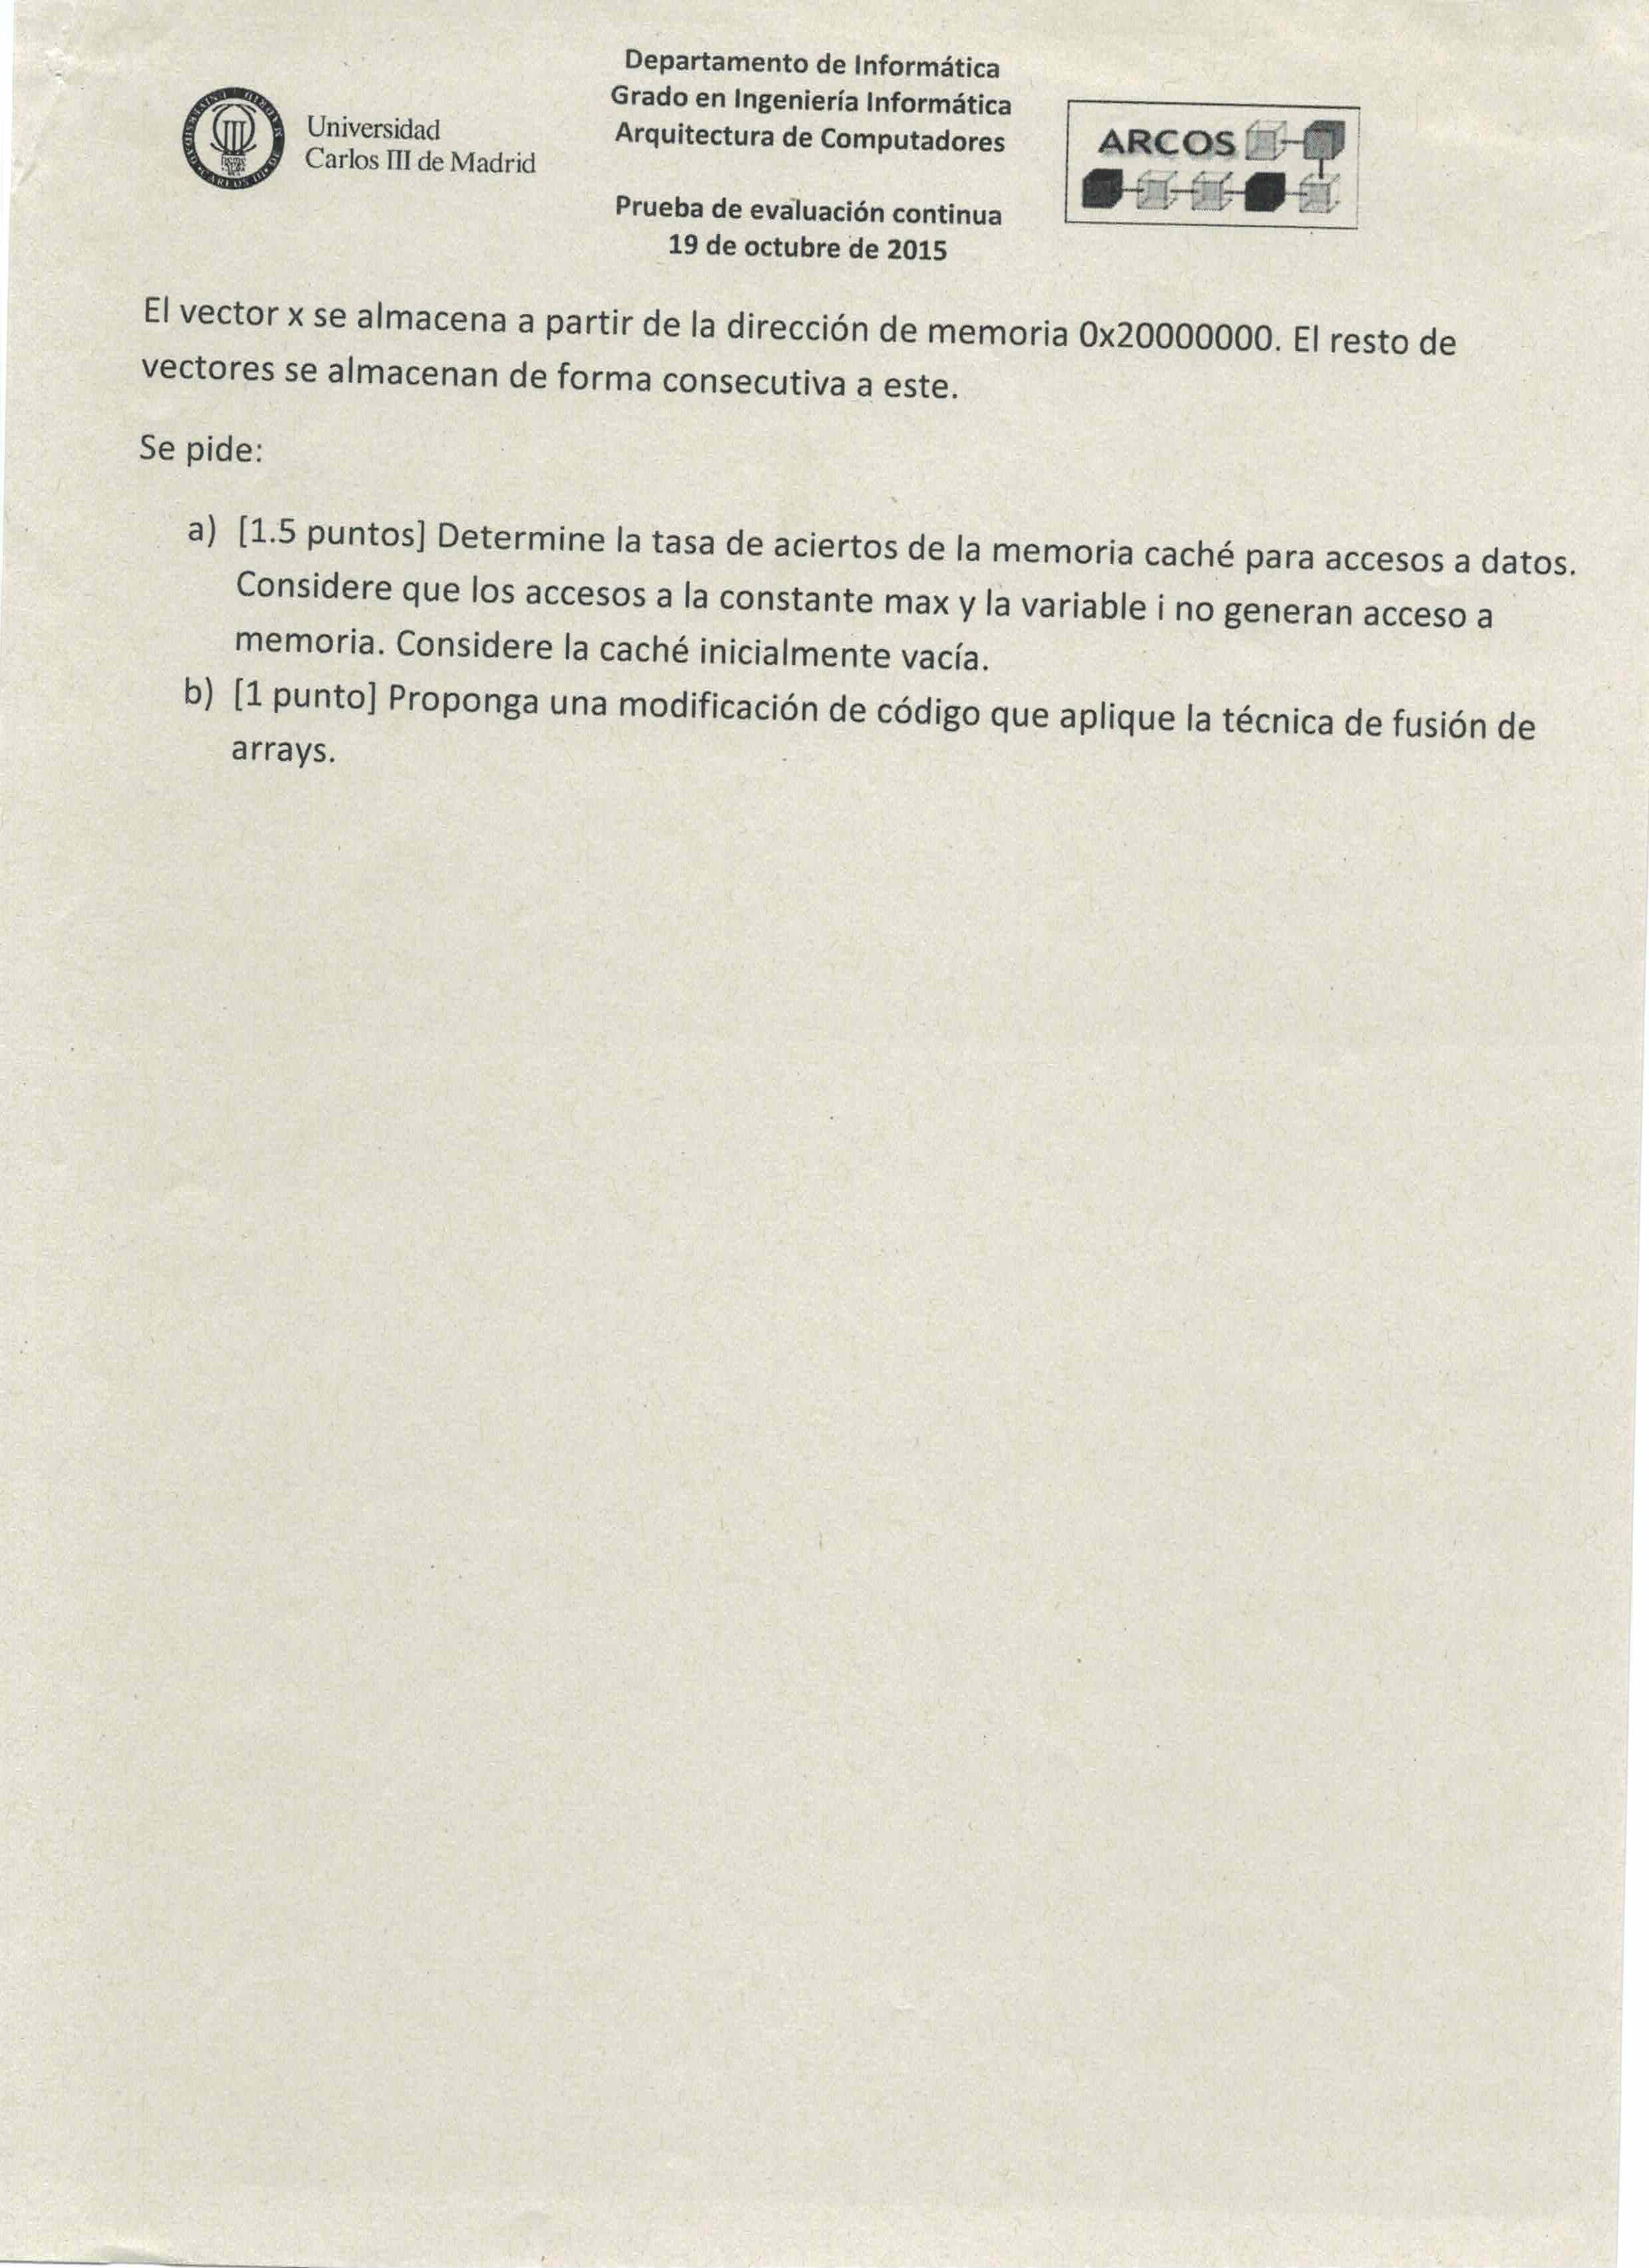 Departamento de Informática
Grado en Ingeniería Informática
Arquitectura de Computadores
Universidad
Carlos III de Madrid
ARCOS
Prueba de evaluación continua
19 de octubre de 2015
El vector x se almacena a partir de la dirección de memoria 0x20000000. El resto de
vectores se almacenan de forma consecutiva a este.
Se pide:
a) [1.5 puntos] Determine la tasa de aciertos de la memoria caché para accesos a datos.
Considere que los accesos a la constante max y la variable i no generan acceso a
memoria. Considere la caché inicialmente vacía.
b) [1 punto] Proponga una modificación de código que aplique la técnica de fusión de
arrays.